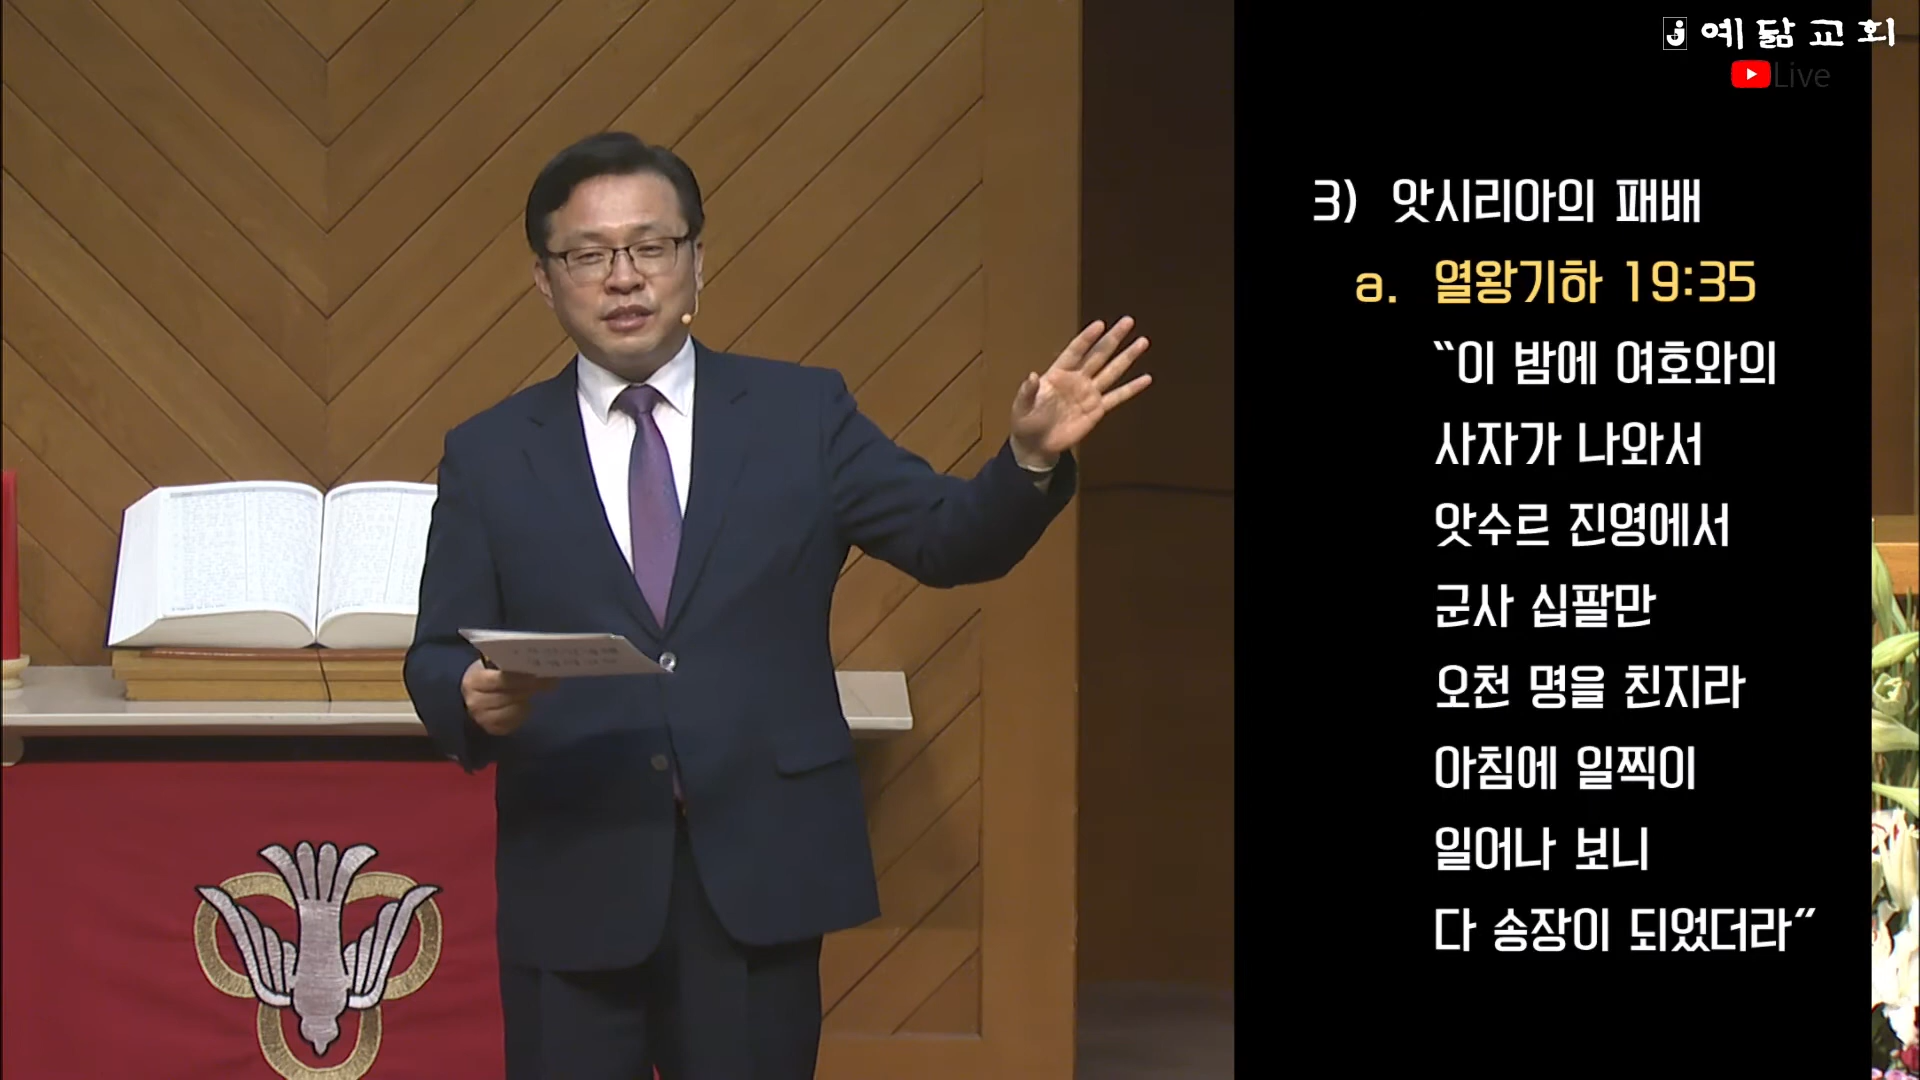 예닮교회
Live
3) 앗시리아의 패배
a. 열왕기하 19:35
“이 밤에 여호와의
사자가 나와서
앗수르 진영에서
군사 십팔만
오천 명을 친지라
아침에 일찍이
일어나 보니
다 송장이 되었더라”